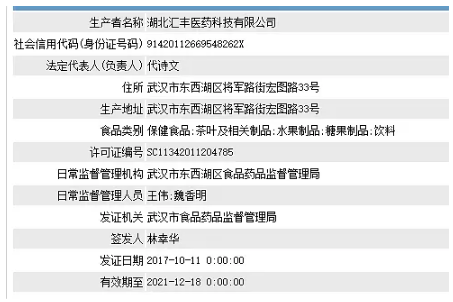 生产者名称 湖北汇丰医药科技有限公司
社会信用代码(身份证号码) 91420112669548262X
法定代表人(负责人) 代诗文
住所 武汉市东西湖区将军路街宏图路33号
生产地址 武汉市东西湖区将军路街宏图路33号
食品类别 保健食品;茶叶及相关制品;水果制品;糖果制品;饮料
许可证编号 SC11342011204785
日常监督管理机构 武汉市东西湖区食品药品监督管理局
日常监督管理人员 王伟;魏香明
发证机关 武汉市食品药品监督管理局
签发人 林幸华
发证日期 2017-10-11 0:00:00
有效期至 2021-12-18 0:00:00